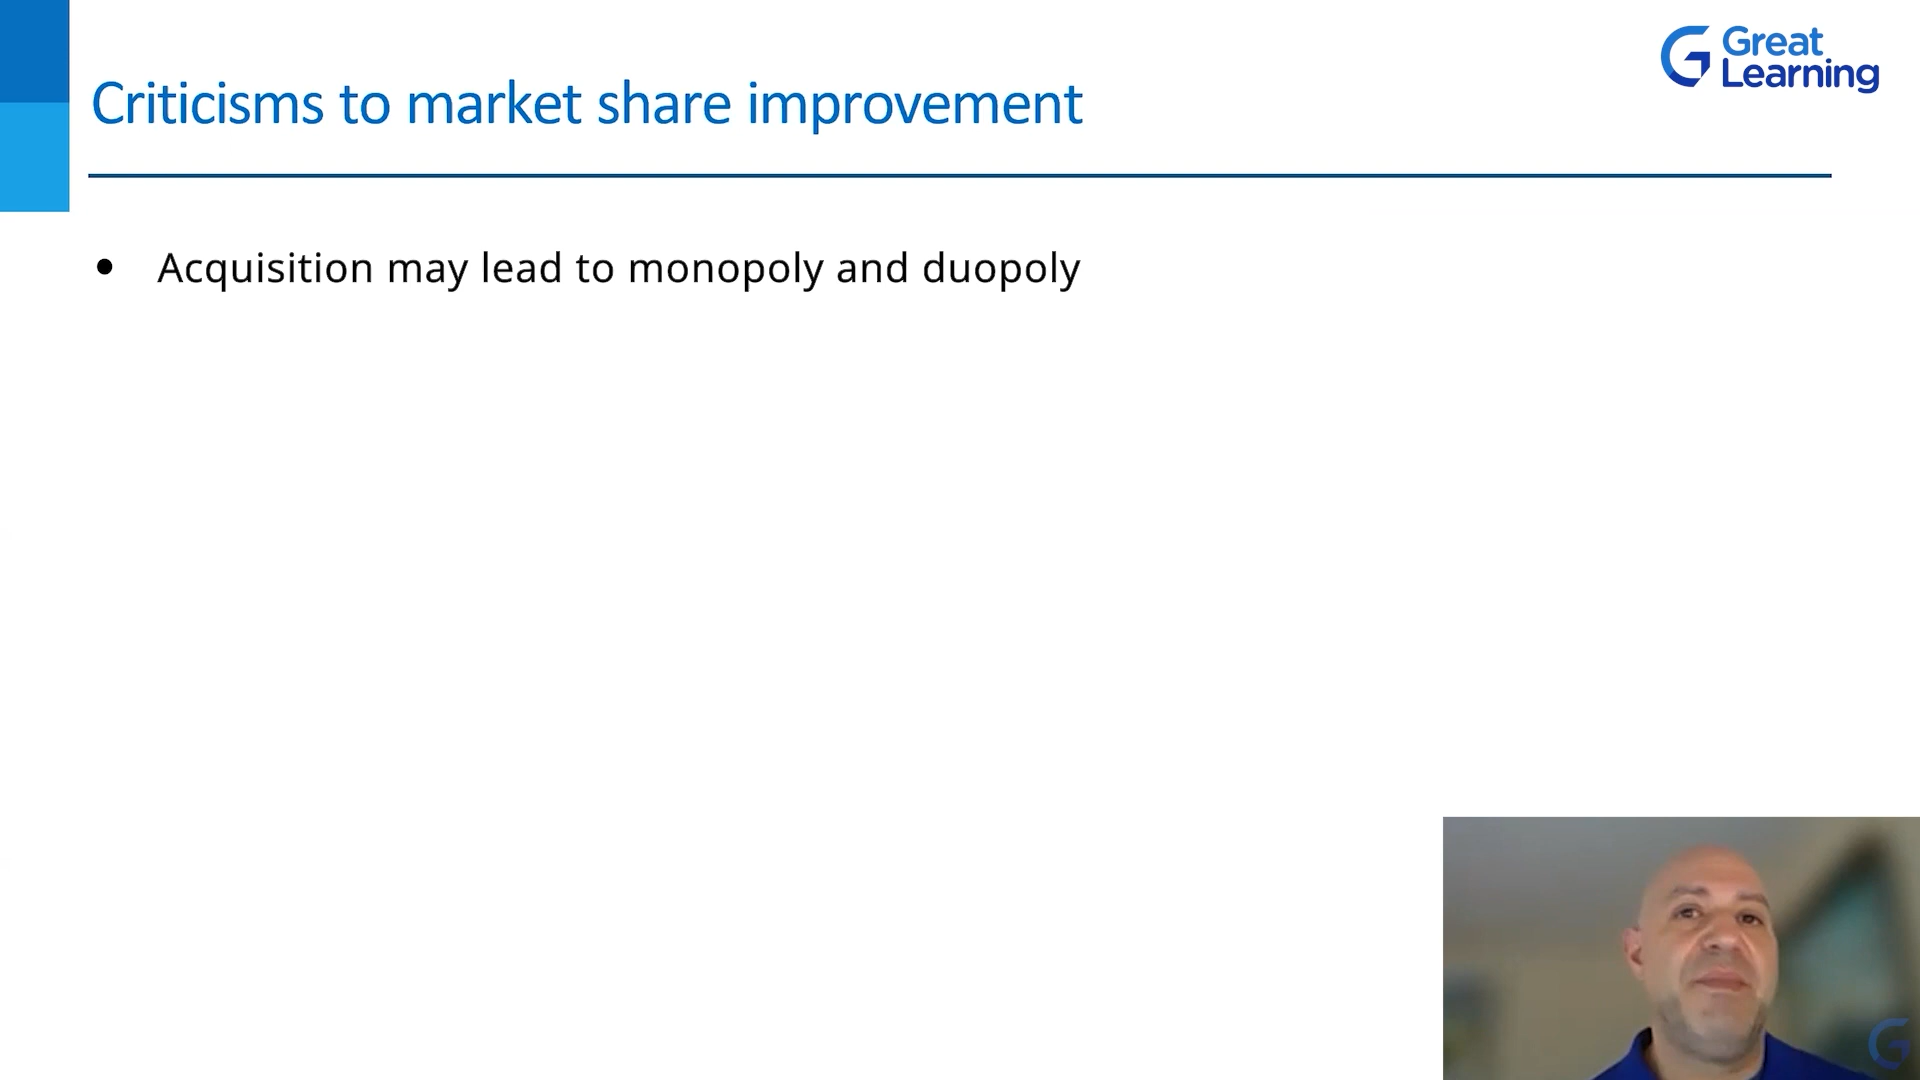 Great
Learning
Criticisms to market share improvement
• Acquisition may lead to monopoly and duopoly